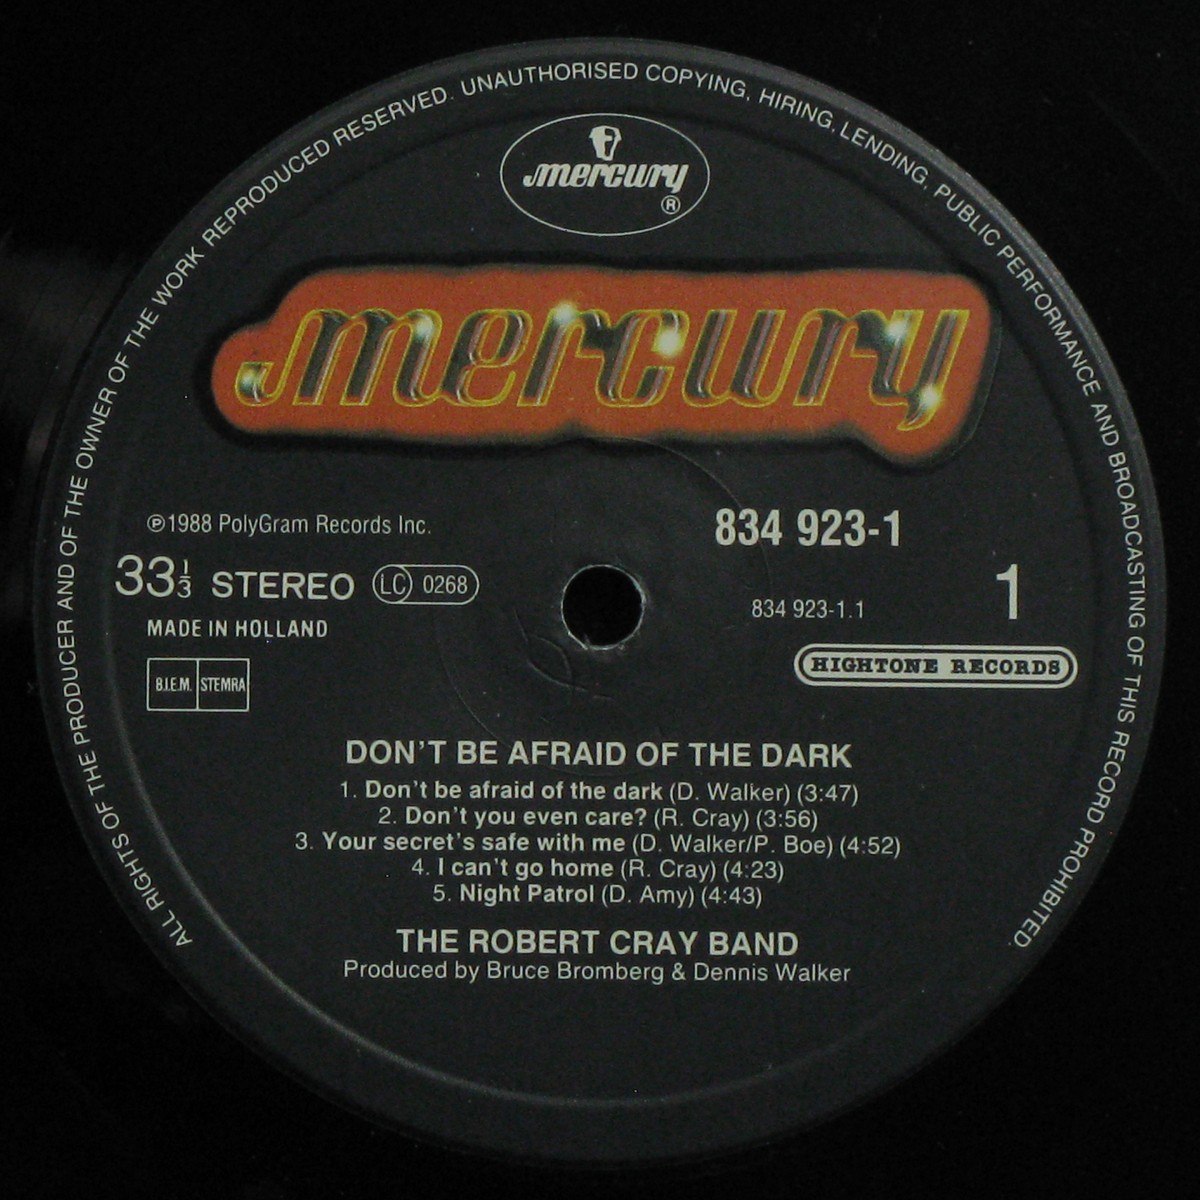 ALL RIGHTS OF THE PRODUCER AND OF THE OWNER OF THE WORK REPRODUCED RESERVED. UNAUTHORISED COPYING, HIRING, LENDING, PUBLIC PERFORMANCE AND BROADCASTING OF THIS RECORD PROHIBITED.
mercury
®
mercury
℗1988 PolyGram Records Inc.
834 923-1
33⅓ STEREO LC 0268
834 923-1.1
1
MADE IN HOLLAND
B.I.E.M. STEMRA
HIGHTONE RECORDS
DON'T BE AFRAID OF THE DARK
1. Don't be afraid of the dark (D. Walker) (3:47)
2. Don't you even care? (R. Cray) (3:56)
3. Your secret's safe with me (D. Walker/P. Boe) (4:52)
4. I can't go home (R. Cray) (4:23)
5. Night Patrol (D. Amy) (4:43)
THE ROBERT CRAY BAND
Produced by Bruce Bromberg & Dennis Walker